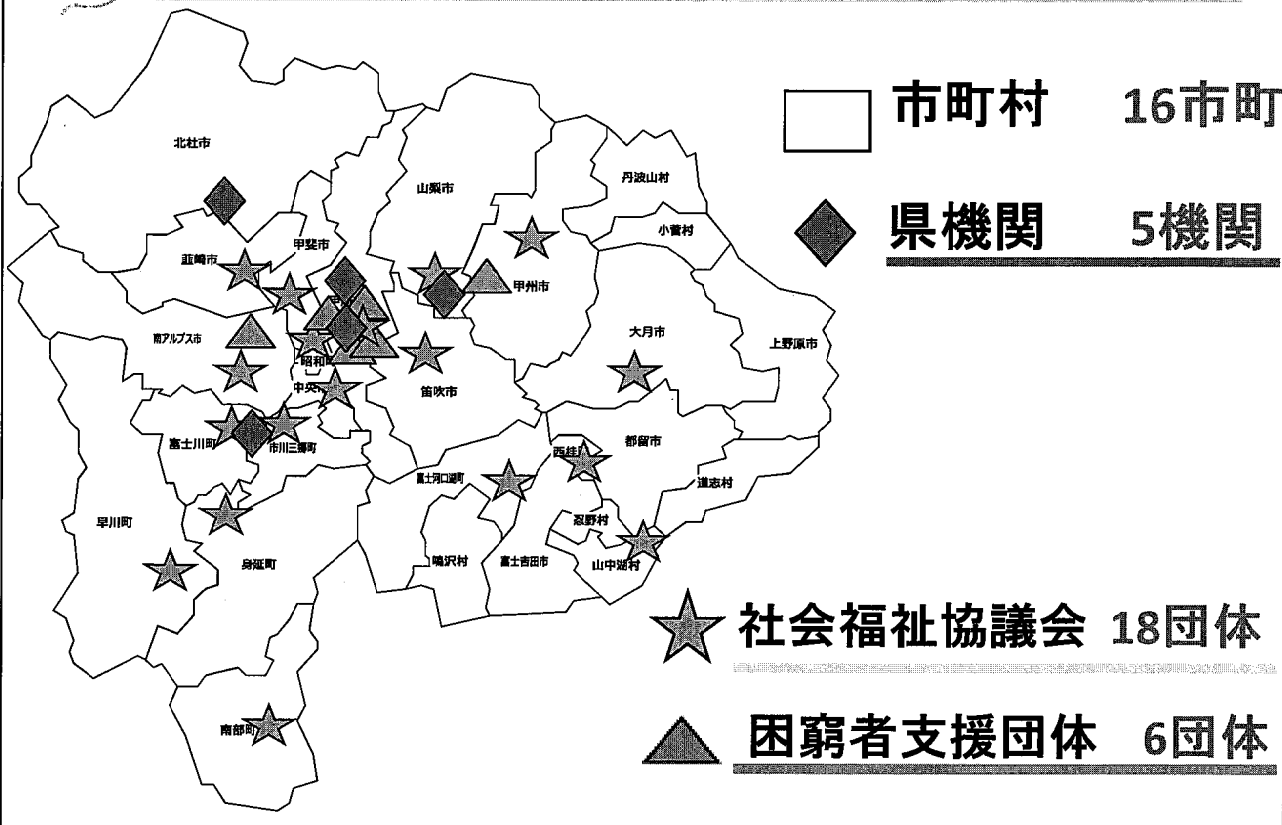 市町村 16市町
県機関 5機関
社会福祉協議会 18団体
困窮者支援団体 6団体
北杜市
山梨市
丹波山村
小菅村
甲斐市
韮崎市
甲州市
大月市
上野原市
南アルプス市
昭和
中央
笛吹市
富士川町
市川三郷町
西桂
都留市
富士河口湖町
道志村
早川町
忍野村
鳴沢村
富士吉田市
山中湖村
身延町
南部町